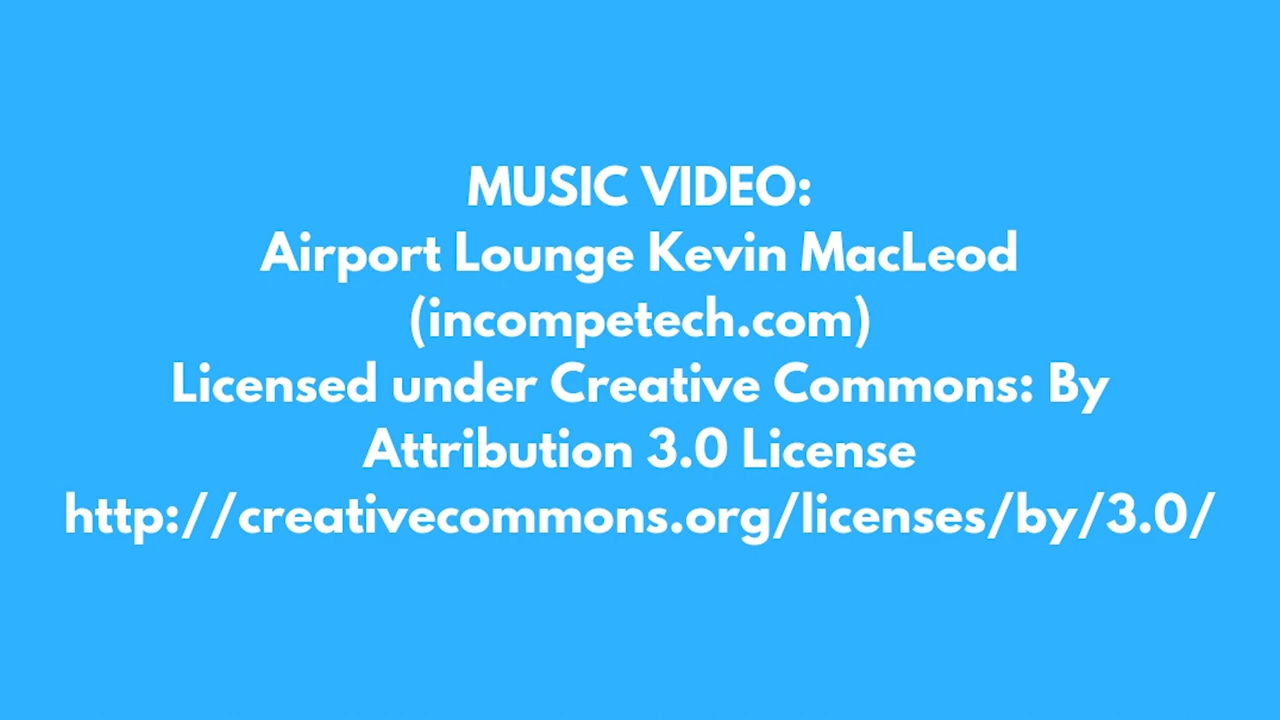 MUSIC VIDEO:
Airport Lounge Kevin MacLeod
(incompetech.com)
Licensed under Creative Commons: By
Attribution 3.0 License
http://creativecommons.org/licenses/by/3.0/